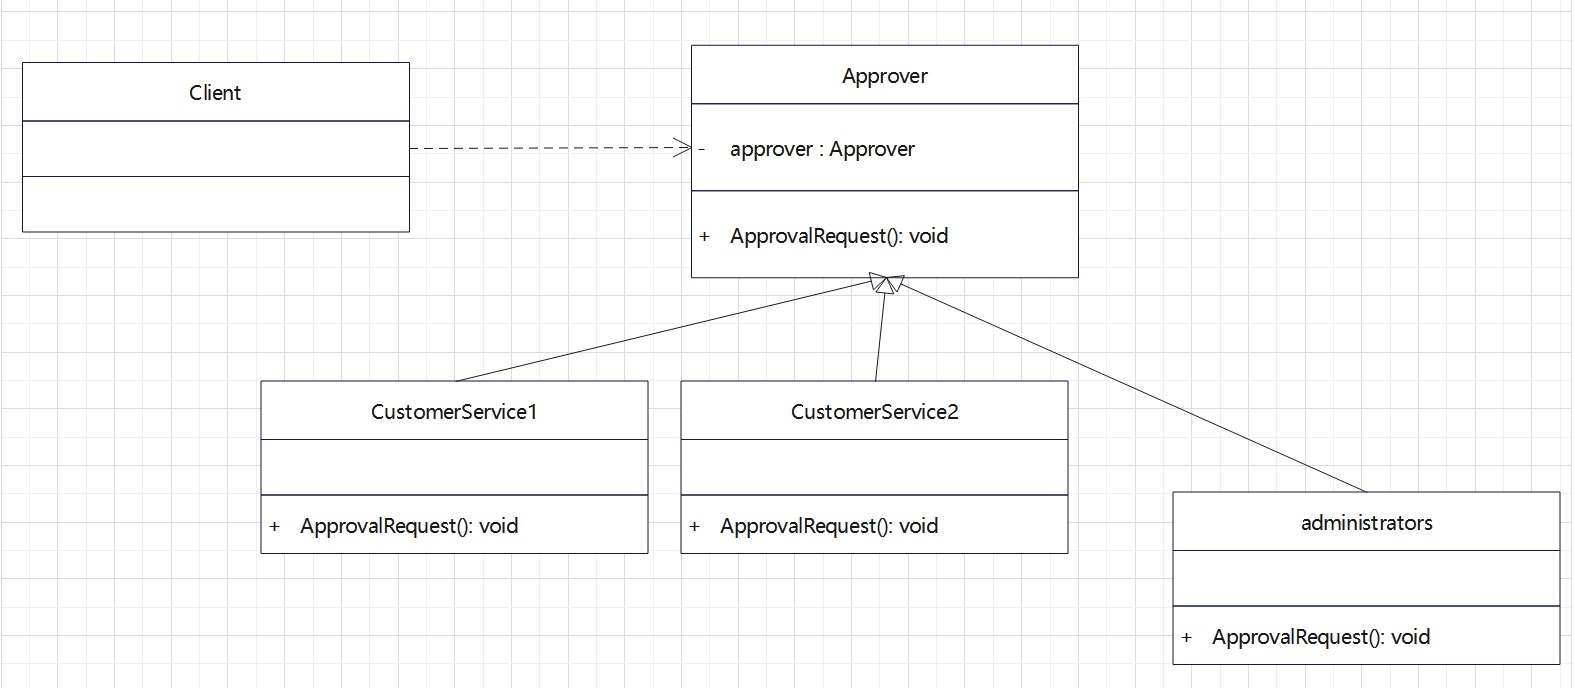 Client
Approver
- approver : Approver
+ ApprovalRequest(): void
CustomerService1
+ ApprovalRequest(): void
CustomerService2
+ ApprovalRequest(): void
administrators
+ ApprovalRequest(): void